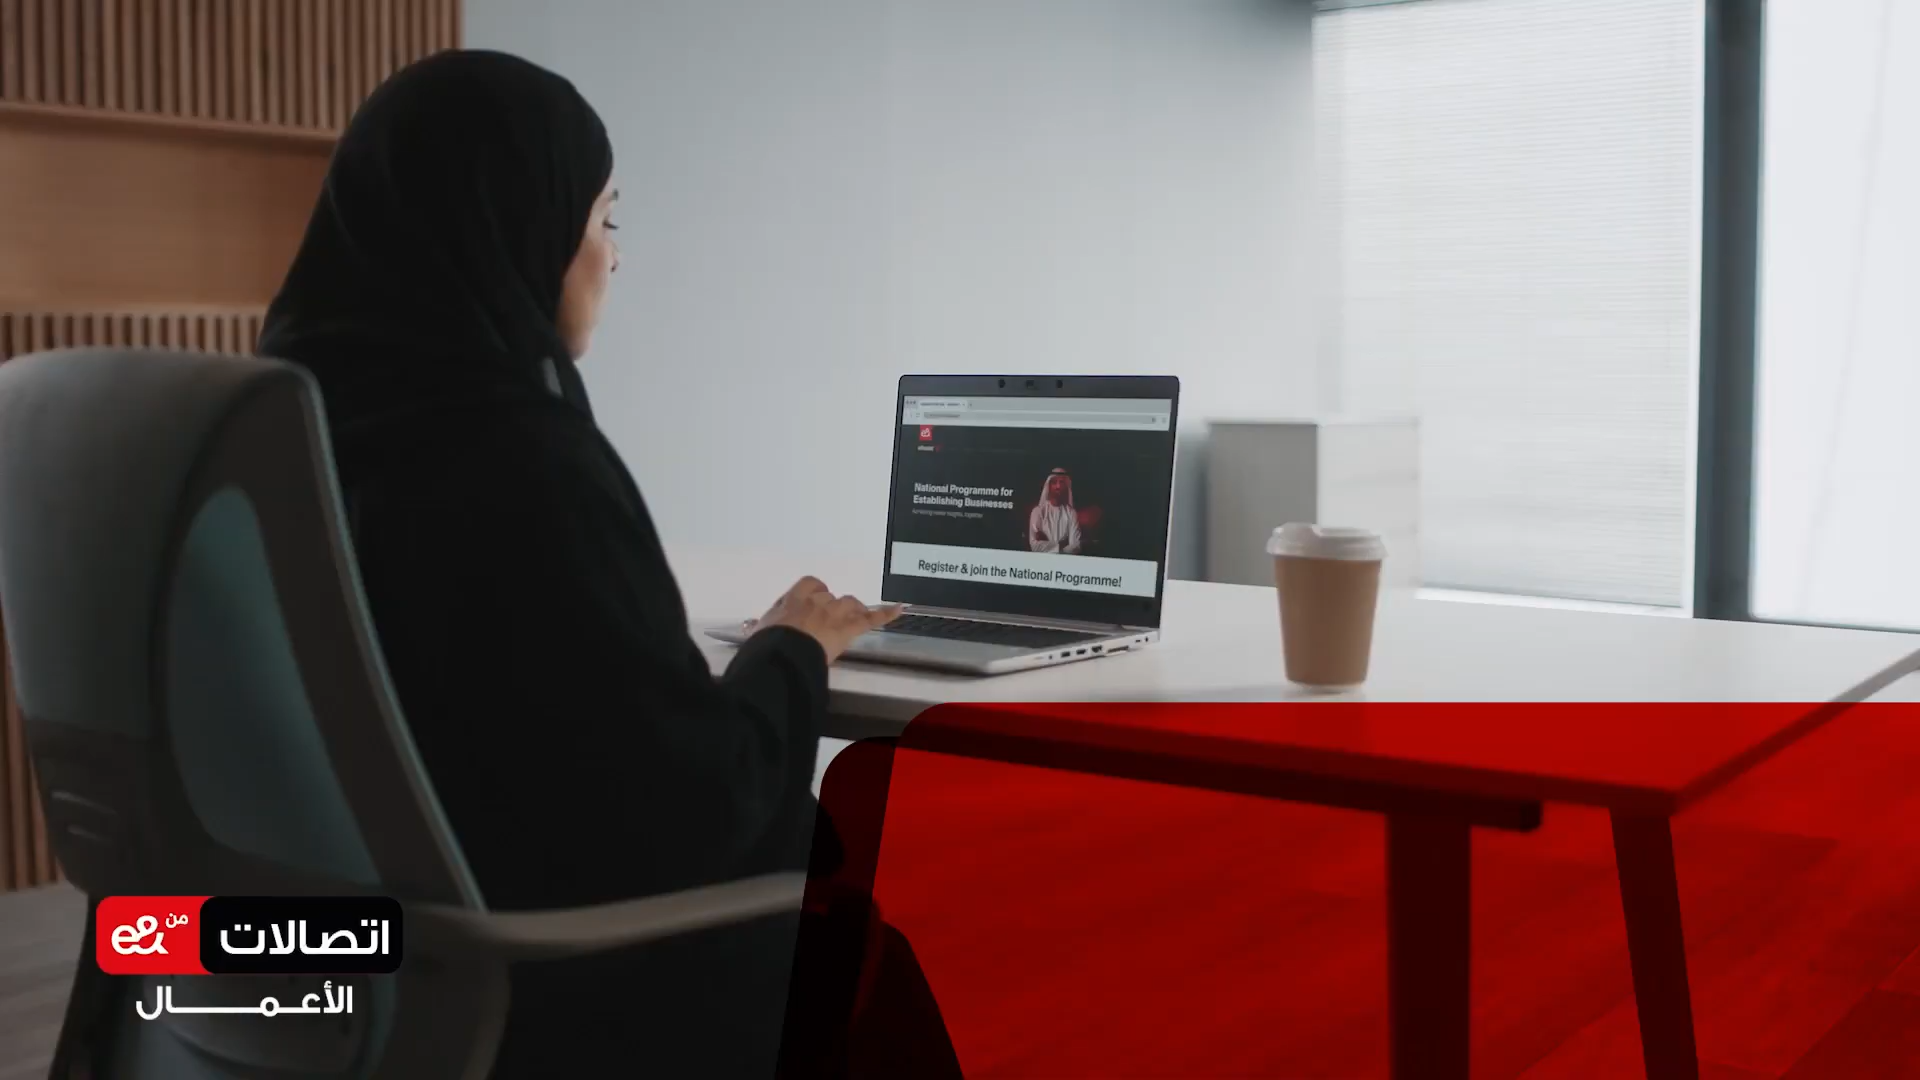 National Programme for
Establishing Businesses
Register & join the National Programme!
اتصالات من e&
الأعمال